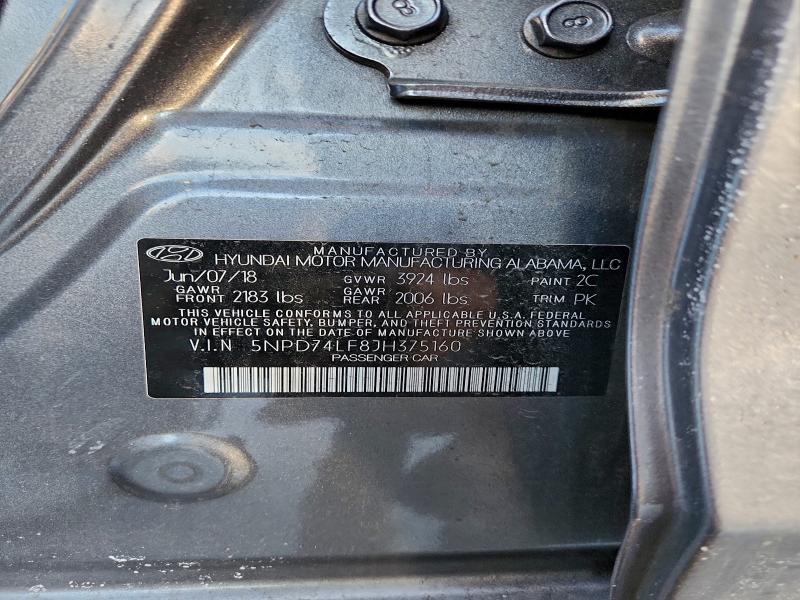 8
8
MANUFACTURED BY
HYUNDAI MOTOR MANUFACTURING ALABAMA, LLC
Jun/07/18 GVWR 3924 lbs PAINT 2C
GAWR FRONT 2183 lbs GAWR REAR 2006 lbs TRIM PK
THIS VEHICLE CONFORMS TO ALL APPLICABLE U.S.A. FEDERAL
MOTOR VEHICLE SAFETY, BUMPER, AND THEFT PREVENTION STANDARDS
IN EFFECT ON THE DATE OF MANUFACTURE SHOWN ABOVE
V.I.N 5NPD74LF8JH375160
PASSENGER CAR